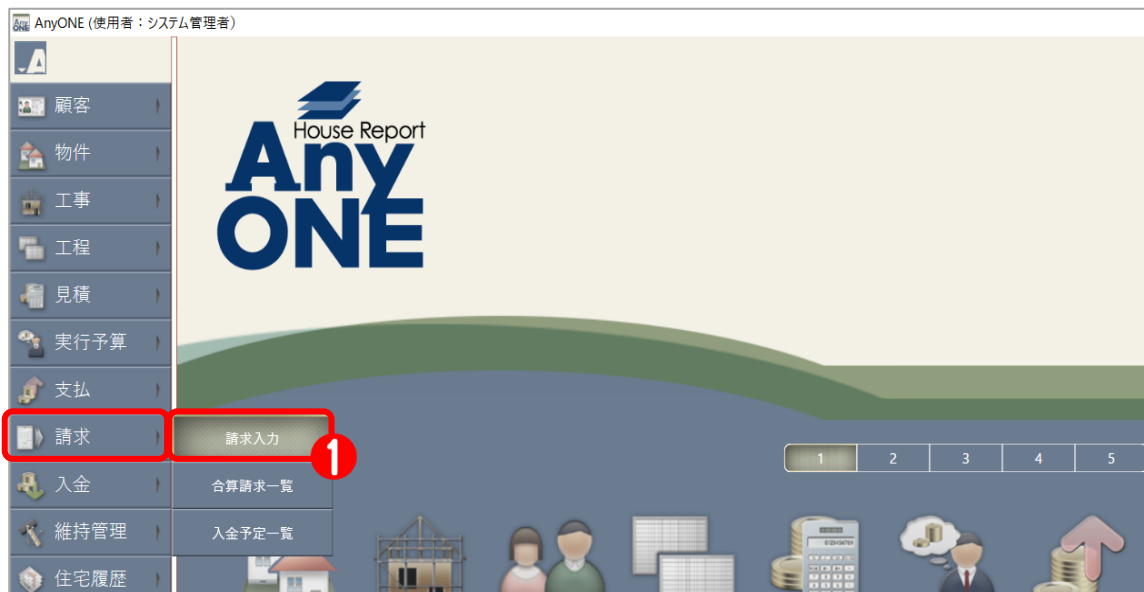 AnyONE (使用者：システム管理者)
顧客
物件
工事
工程
見積
実行予算
支払
請求
入金
維持管理
住宅履歴
請求入力
1
合算請求一覧
入金予定一覧
House Report
Any
ONE
1 2 3 4 5